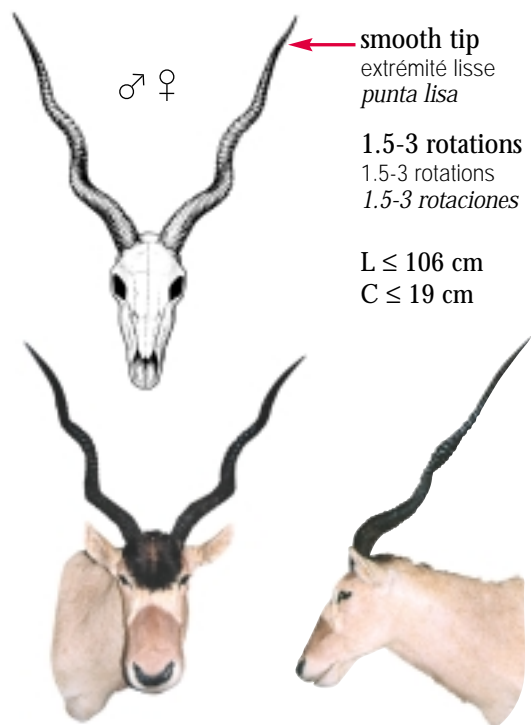 ♂ ♀
smooth tip
extrémité lisse
punta lisa
1.5-3 rotations
1.5-3 rotations
1.5-3 rotaciones
L ≤ 106 cm
C ≤ 19 cm